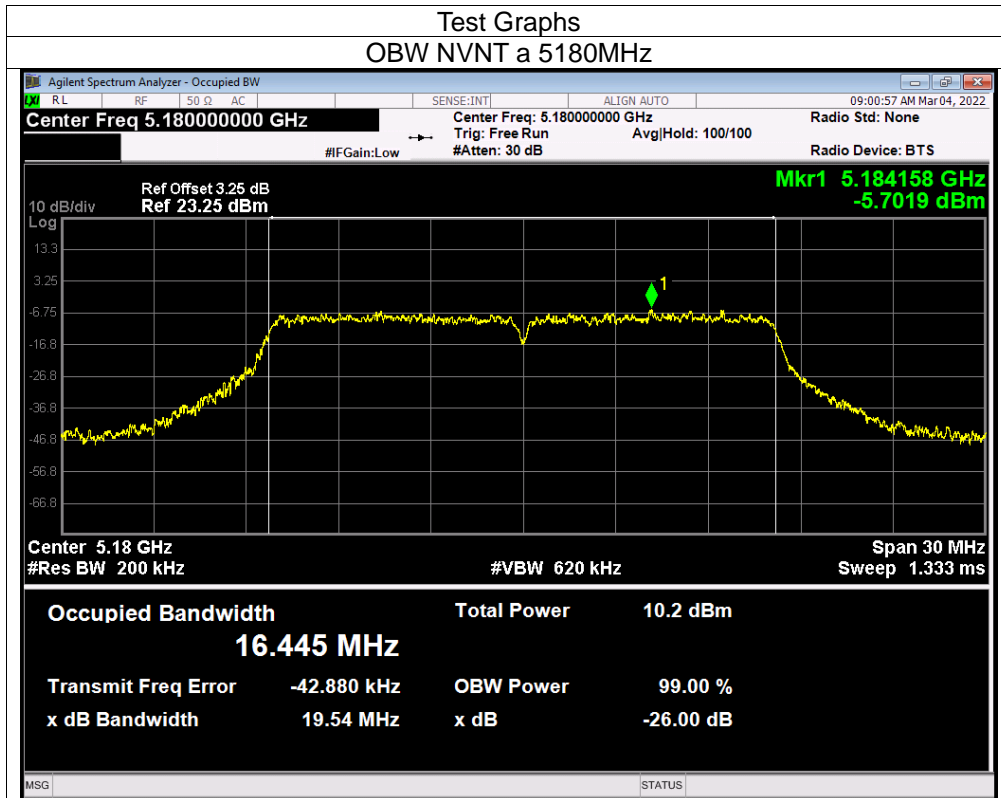 Test Graphs
OBW NVNT a 5180MHz
Agilent Spectrum Analyzer - Occupied BW
LXI RL RF 50 Ω AC SENSE:INT ALIGN AUTO 09:00:57 AM Mar 04, 2022
Center Freq 5.180000000 GHz Center Freq: 5.180000000 GHz Radio Std: None
Trig: Free Run Avg|Hold: 100/100
#IFGain:Low #Atten: 30 dB Radio Device: BTS
Mkr1 5.184158 GHz
-5.7019 dBm
Ref Offset 3.25 dB
10 dB/div Ref 23.25 dBm
Log
13.3
3.25
1
-6.75
-16.8
-26.8
-36.8
-46.8
-56.8
-66.8
Center 5.18 GHz Span 30 MHz
#Res BW 200 kHz #VBW 620 kHz Sweep 1.333 ms
Occupied Bandwidth Total Power 10.2 dBm
16.445 MHz
Transmit Freq Error -42.880 kHz OBW Power 99.00 %
x dB Bandwidth 19.54 MHz x dB -26.00 dB
MSG STATUS